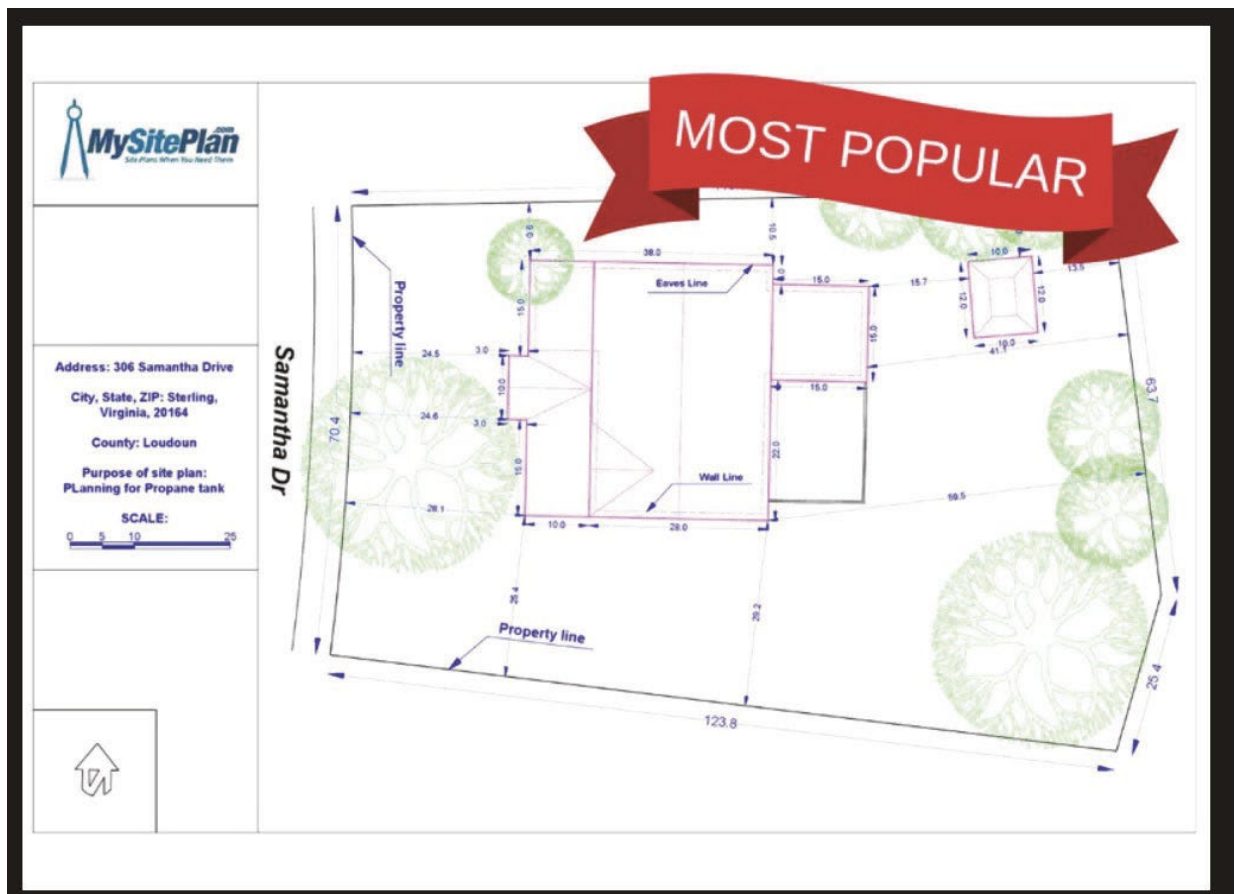 MySitePlan.com
Site Plans When You Need Them
MOST POPULAR
Address: 306 Samantha Drive
City, State, ZIP: Sterling,
Virginia, 20164
County: Loudoun
Purpose of site plan:
PLanning for Propane tank
SCALE:
0 5 10 25
N
Samantha Dr
Property line
70.4
38.0
Eaves Line
10.5
15.0
15.7
10.0
13.5
12.0
12.0
10.0
41.1
15.0
15.0
15.0
24.5
3.0
10.0
24.6
3.0
15.0
28.1
22.0
Wall Line
10.0
28.0
59.5
63.7
25.4
29.2
Property line
123.8
25.4